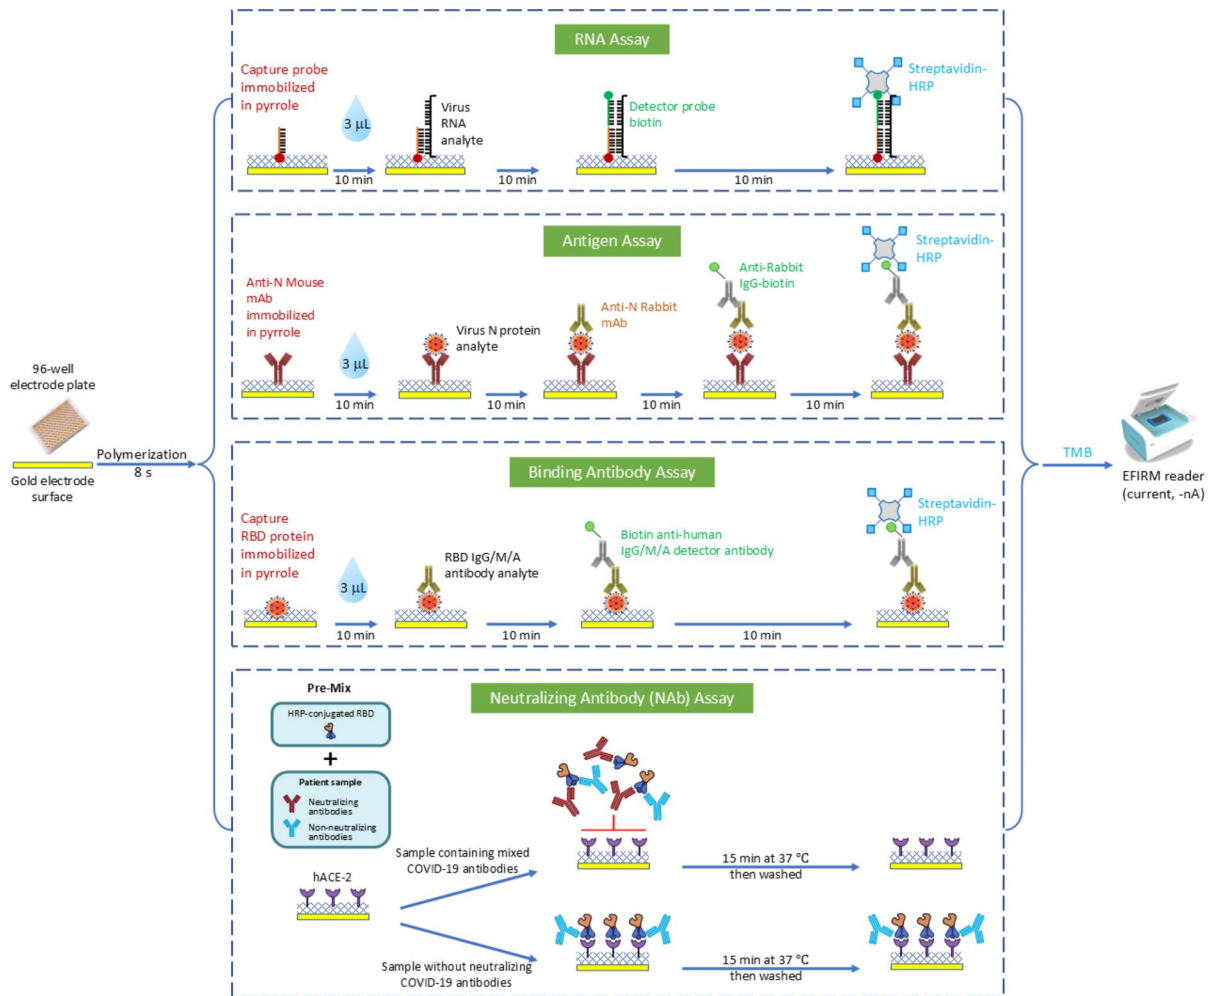 96-well
electrode plate
Gold electrode
surface
Polymerization
8 s
RNA Assay
Capture probe
immobilized
in pyrrole
3 µL
Virus
RNA
analyte
Detector probe
biotin
Streptavidin-
HRP
10 min
10 min
10 min
Antigen Assay
Anti-N Mouse
mAb
immobilized
in pyrrole
3 µL
Virus N protein
analyte
Anti-N Rabbit
mAb
Anti-Rabbit
IgG-biotin
Streptavidin-
HRP
10 min
10 min
10 min
10 min
Binding Antibody Assay
Capture
RBD protein
immobilized
in pyrrole
3 µL
RBD IgG/M/A
antibody analyte
Biotin anti-human
IgG/M/A detector antibody
Streptavidin-
HRP
10 min
10 min
10 min
Neutralizing Antibody (NAb) Assay
Pre-Mix
HRP-conjugated RBD
+
Patient sample
Neutralizing
antibodies
Non-neutralizing
antibodies
hACE-2
Sample containing mixed
COVID-19 antibodies
15 min at 37 °C
then washed
Sample without neutralizing
COVID-19 antibodies
15 min at 37 °C
then washed
TMB
EFIRM reader
(current, -nA)